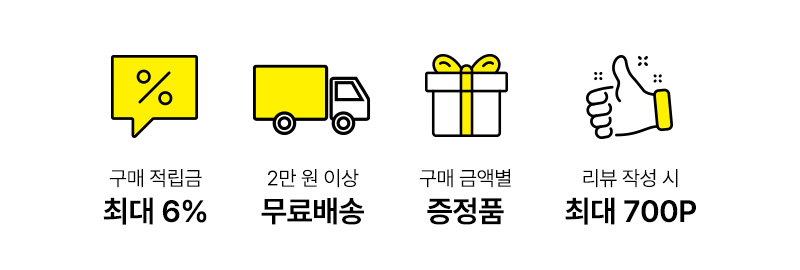 %
구매 적립금
최대 6%
2만 원 이상
무료배송
구매 금액별
증정품
리뷰 작성 시
최대 700P